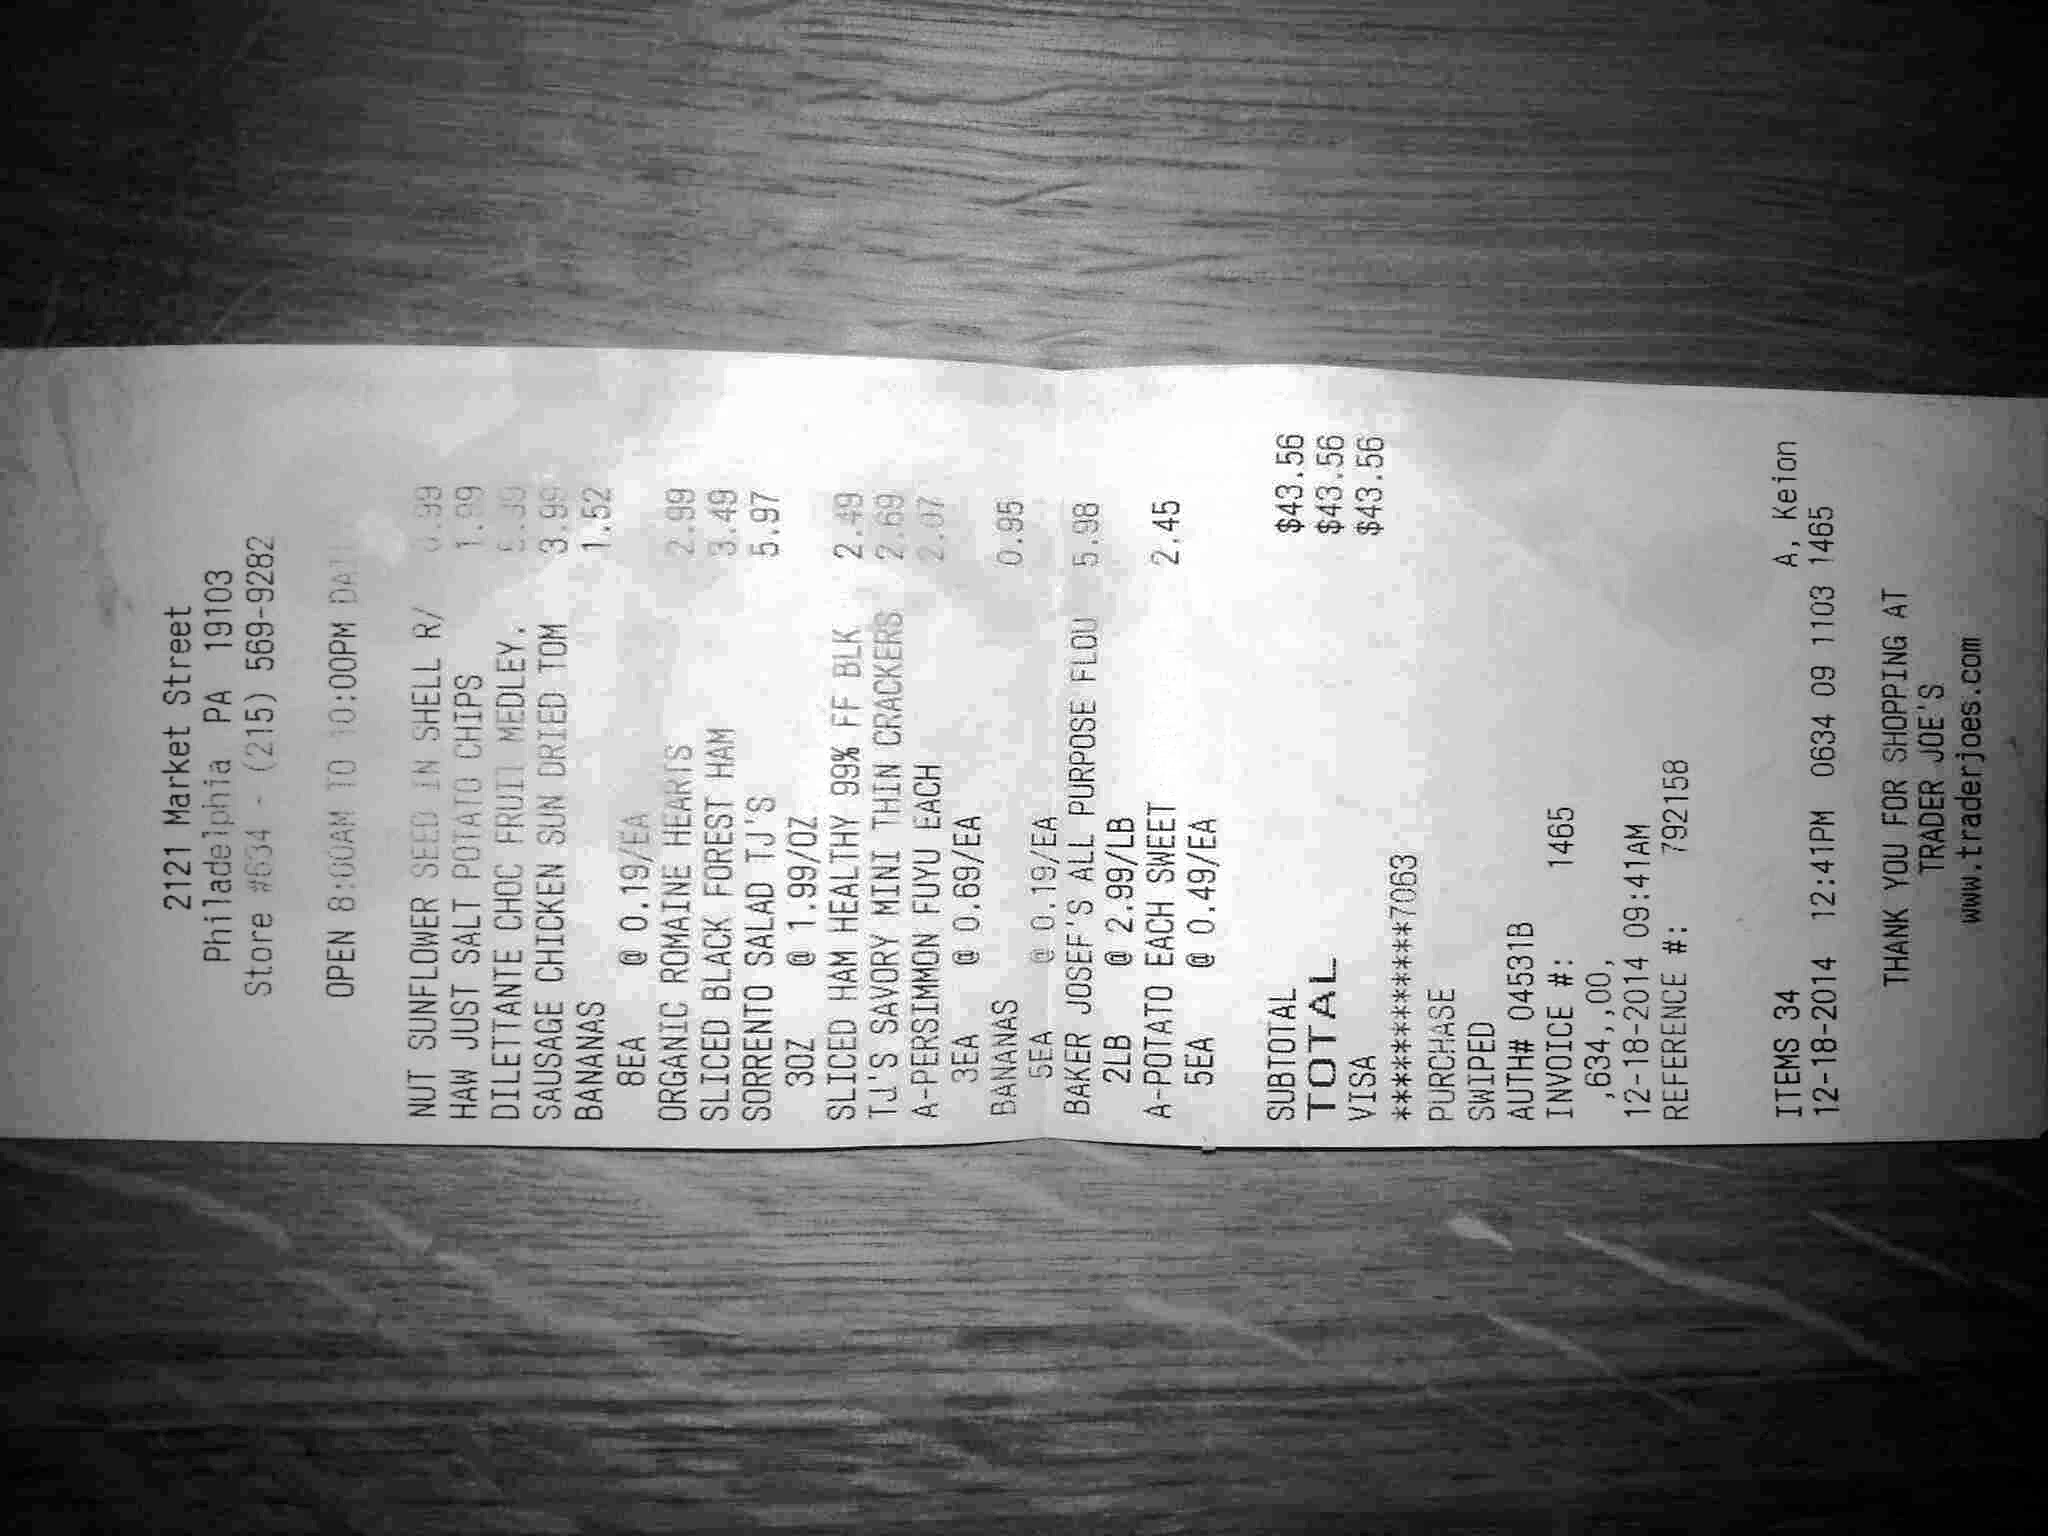 2121 Market Street
Philadelphia PA 19103
Store #634 - (215) 569-9282
OPEN 8:00AM TO 10:00PM
NUT SUNFLOWER SEED IN SHELL R/ 0.99
HAW JUST SALT POTATO CHIPS 1.99
DILETTANTE CHOC FRUIT MEDLEY. 5.99
SAUSAGE CHICKEN SUN DRIED TOM 3.99
BANANAS 1.52
8EA @ 0.19/EA
ORGANIC ROMAINE HEARTS 2.99
SLICED BLACK FOREST HAM 3.49
SORRENTO SALAD TJ'S 5.97
3OZ @ 1.99/OZ
SLICED HAM HEALTHY 99% FF BLK 2.49
TJ'S SAVORY MINI THIN CRACKERS 2.69
A-PERSIMMON FUYU EACH 2.07
3EA @ 0.69/EA
BANANAS 0.95
5EA @ 0.19/EA
BAKER JOSEF'S ALL PURPOSE FLOU 5.98
2LB @ 2.99/LB
A-POTATO EACH SWEET 2.45
5EA @ 0.49/EA
SUBTOTAL $43.56
TOTAL $43.56
VISA $43.56
************7063
PURCHASE
SWIPED
AUTH# 04531B
INVOICE #: 1465
,634,,00,
12-18-2014 09:41AM
REFERENCE #: 792158
ITEMS 34 A, Keion
12-18-2014 12:41PM 0634 09 1103 1465
THANK YOU FOR SHOPPING AT
TRADER JOE'S
www.traderjoes.com